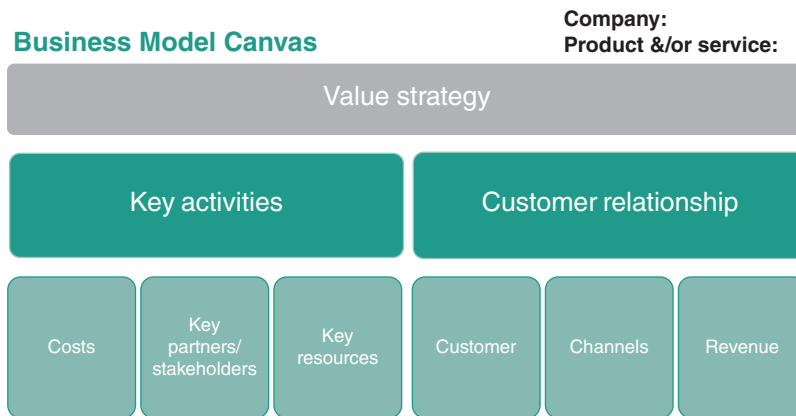 Business Model Canvas
Company:
Product &/or service:
Value strategy
Key activities
Customer relationship
Costs
Key
partners/
stakeholders
Key
resources
Customer
Channels
Revenue